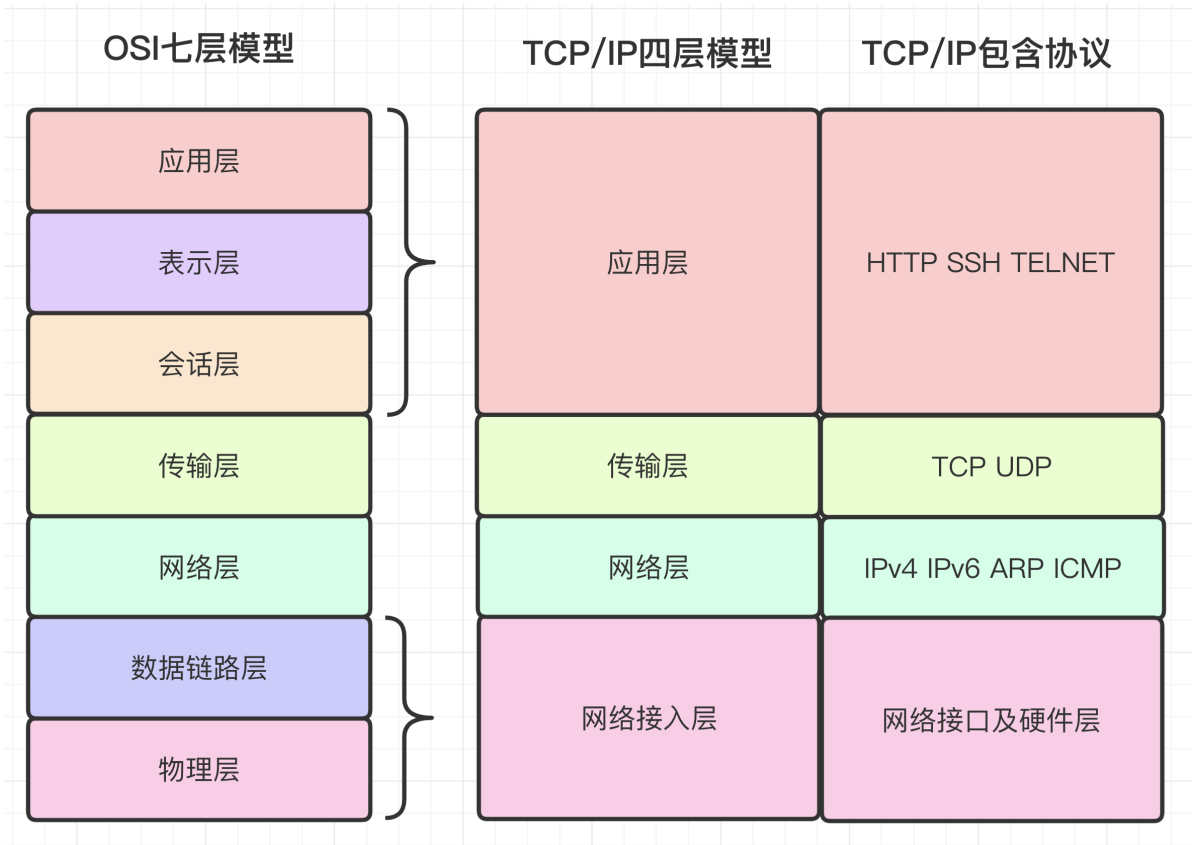 OSI七层模型
TCP/IP四层模型
TCP/IP包含协议
应用层
表示层
会话层
传输层
网络层
数据链路层
物理层
应用层
传输层
网络层
网络接入层
HTTP SSH TELNET
TCP UDP
IPv4 IPv6 ARP ICMP
网络接口及硬件层